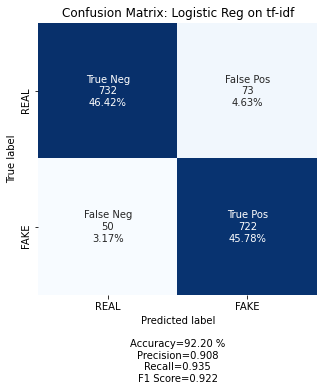 Confusion Matrix: Logistic Reg on tf-idf
True Neg
732
46.42%
False Pos
73
4.63%
REAL
True label
False Neg
50
3.17%
True Pos
722
45.78%
FAKE
REAL
FAKE
Predicted label
Accuracy=92.20 %
Precision=0.908
Recall=0.935
F1 Score=0.922